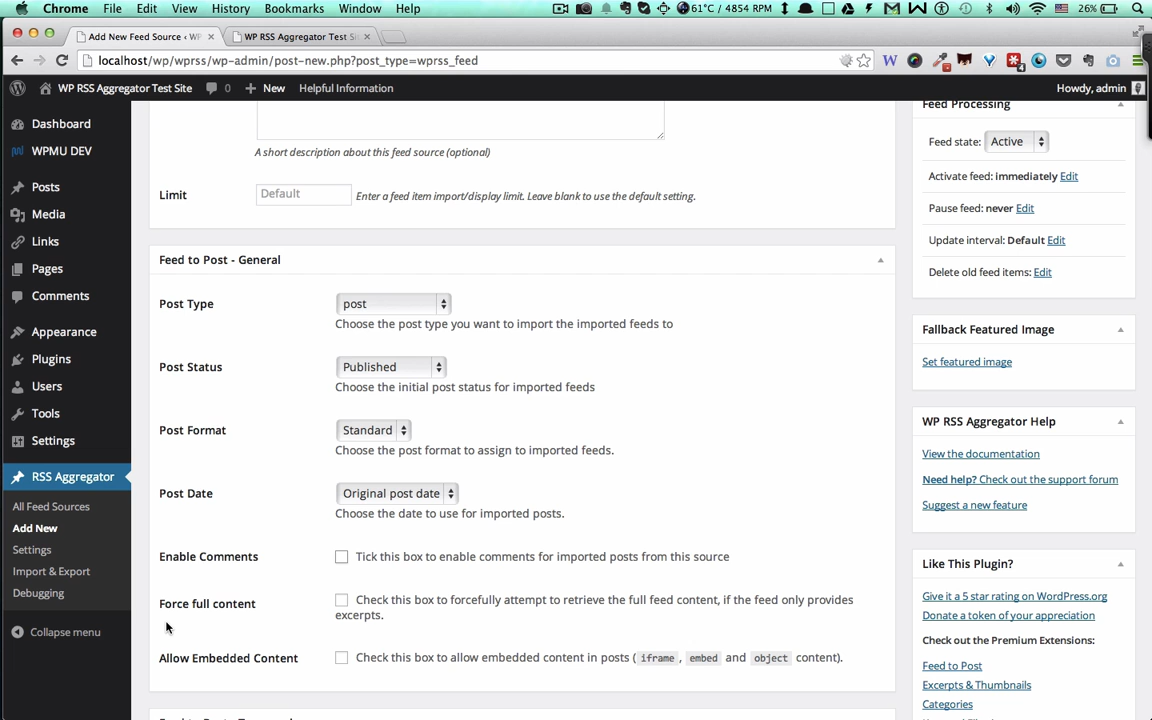 Chrome File Edit View History Bookmarks Window Help 61°C / 4854 RPM 26%
Add New Feed Source ‹ W × WP RSS Aggregator Test Sit ×
localhost/wp/wprss/wp-admin/post-new.php?post_type=wprss_feed
WP RSS Aggregator Test Site 0 + New Helpful Information Howdy, admin
Dashboard
WPMU DEV
Posts
Media
Links
Pages
Comments
Appearance
Plugins
Users
Tools
Settings
RSS Aggregator
All Feed Sources
Add New
Settings
Import & Export
Debugging
Collapse menu
A short description about this feed source (optional)
Limit Default Enter a feed item import/display limit. Leave blank to use the default setting.
Feed to Post - General
Post Type post
Choose the post type you want to import the imported feeds to
Post Status Published
Choose the initial post status for imported feeds
Post Format Standard
Choose the post format to assign to imported feeds.
Post Date Original post date
Choose the date to use for imported posts.
Enable Comments Tick this box to enable comments for imported posts from this source
Force full content Check this box to forcefully attempt to retrieve the full feed content, if the feed only provides
excerpts.
Allow Embedded Content Check this box to allow embedded content in posts ( iframe , embed and object content).
Feed Processing
Feed state: Active
Activate feed: immediately Edit
Pause feed: never Edit
Update interval: Default Edit
Delete old feed items: Edit
Fallback Featured Image
Set featured image
WP RSS Aggregator Help
View the documentation
Need help? Check out the support forum
Suggest a new feature
Like This Plugin?
Give it a 5 star rating on WordPress.org
Donate a token of your appreciation
Check out the Premium Extensions:
Feed to Post
Excerpts & Thumbnails
Categories